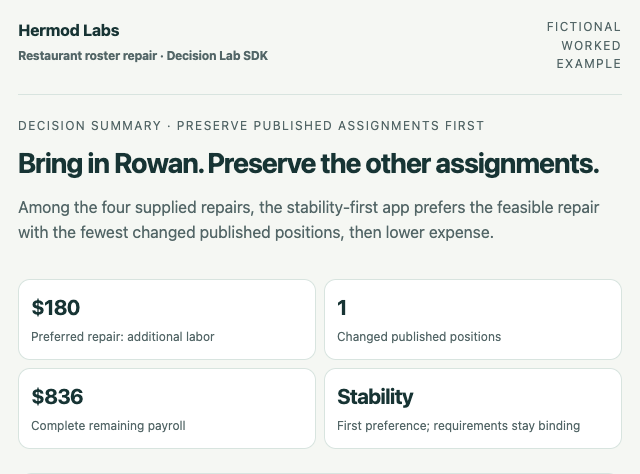 Hermod Labs
Restaurant roster repair · Decision Lab SDK
FICTIONAL
WORKED
EXAMPLE
DECISION SUMMARY · PRESERVE PUBLISHED ASSIGNMENTS FIRST
Bring in Rowan. Preserve the other assignments.
Among the four supplied repairs, the stability-first app prefers the feasible repair
with the fewest changed published positions, then lower expense.
$180
Preferred repair: additional labor
1
Changed published positions
$836
Complete remaining payroll
Stability
First preference; requirements stay binding